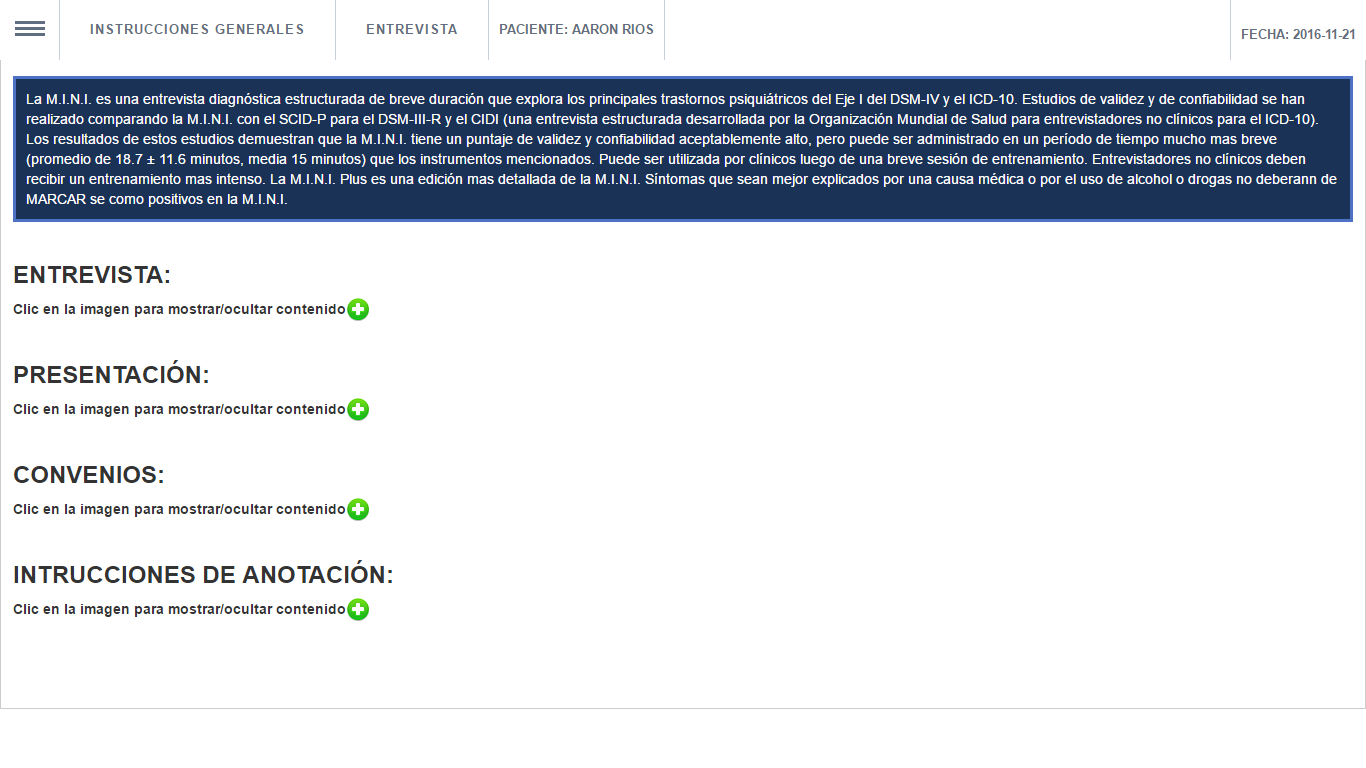 INSTRUCCIONES GENERALES
ENTREVISTA
PACIENTE: AARON RIOS
FECHA: 2016-11-21
La M.I.N.I. es una entrevista diagnóstica estructurada de breve duración que explora los principales trastornos psiquiátricos del Eje I del DSM-IV y el ICD-10. Estudios de validez y de confiabilidad se han
realizado comparando la M.I.N.I. con el SCID-P para el DSM-III-R y el CIDI (una entrevista estructurada desarrollada por la Organización Mundial de Salud para entrevistadores no clínicos para el ICD-10).
Los resultados de estos estudios demuestran que la M.I.N.I. tiene un puntaje de validez y confiabilidad aceptablemente alto, pero puede ser administrado en un período de tiempo mucho mas breve
(promedio de 18.7 ± 11.6 minutos, media 15 minutos) que los instrumentos mencionados. Puede ser utilizada por clínicos luego de una breve sesión de entrenamiento. Entrevistadores no clínicos deben
recibir un entrenamiento mas intenso. La M.I.N.I. Plus es una edición mas detallada de la M.I.N.I. Síntomas que sean mejor explicados por una causa médica o por el uso de alcohol o drogas no deberann de
MARCAR se como positivos en la M.I.N.I.
ENTREVISTA:
Clic en la imagen para mostrar/ocultar contenido
PRESENTACIÓN:
Clic en la imagen para mostrar/ocultar contenido
CONVENIOS:
Clic en la imagen para mostrar/ocultar contenido
INTRUCCIONES DE ANOTACIÓN:
Clic en la imagen para mostrar/ocultar contenido